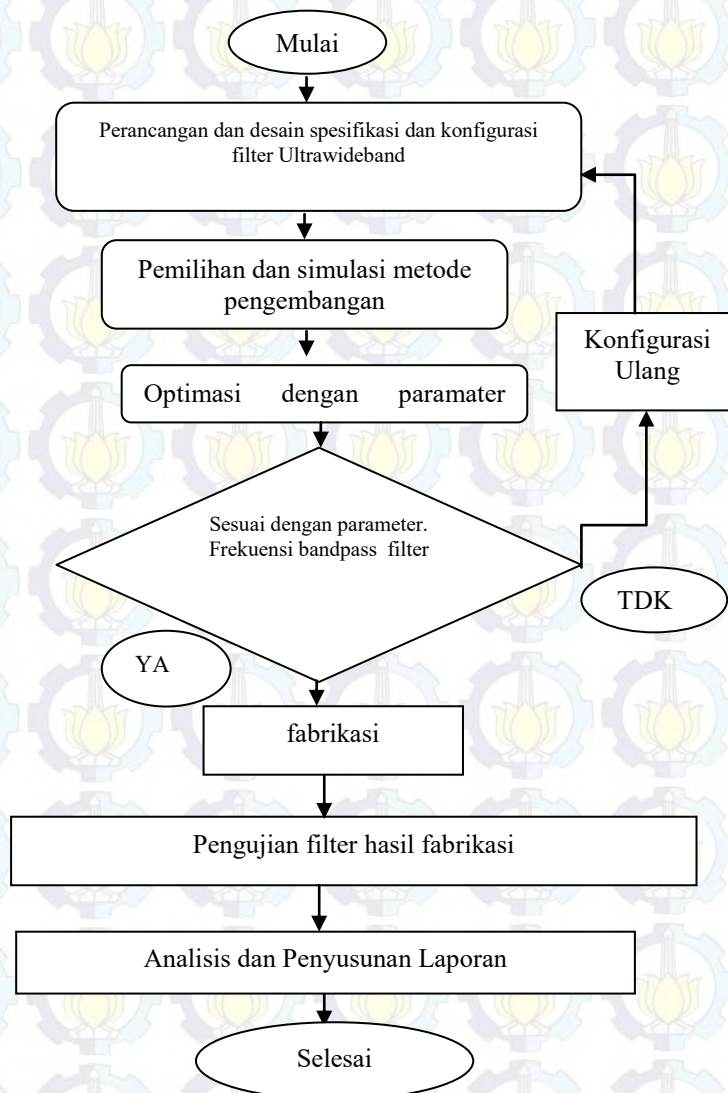 Mulai
Perancangan dan desain spesifikasi dan konfigurasi
filter Ultrawideband
Pemilihan dan simulasi metode
pengembangan
Konfigurasi
Ulang
Optimasi dengan paramater
Sesuai dengan parameter.
Frekuensi bandpass filter
TDK
YA
fabrikasi
Pengujian filter hasil fabrikasi
Analisis dan Penyusunan Laporan
Selesai